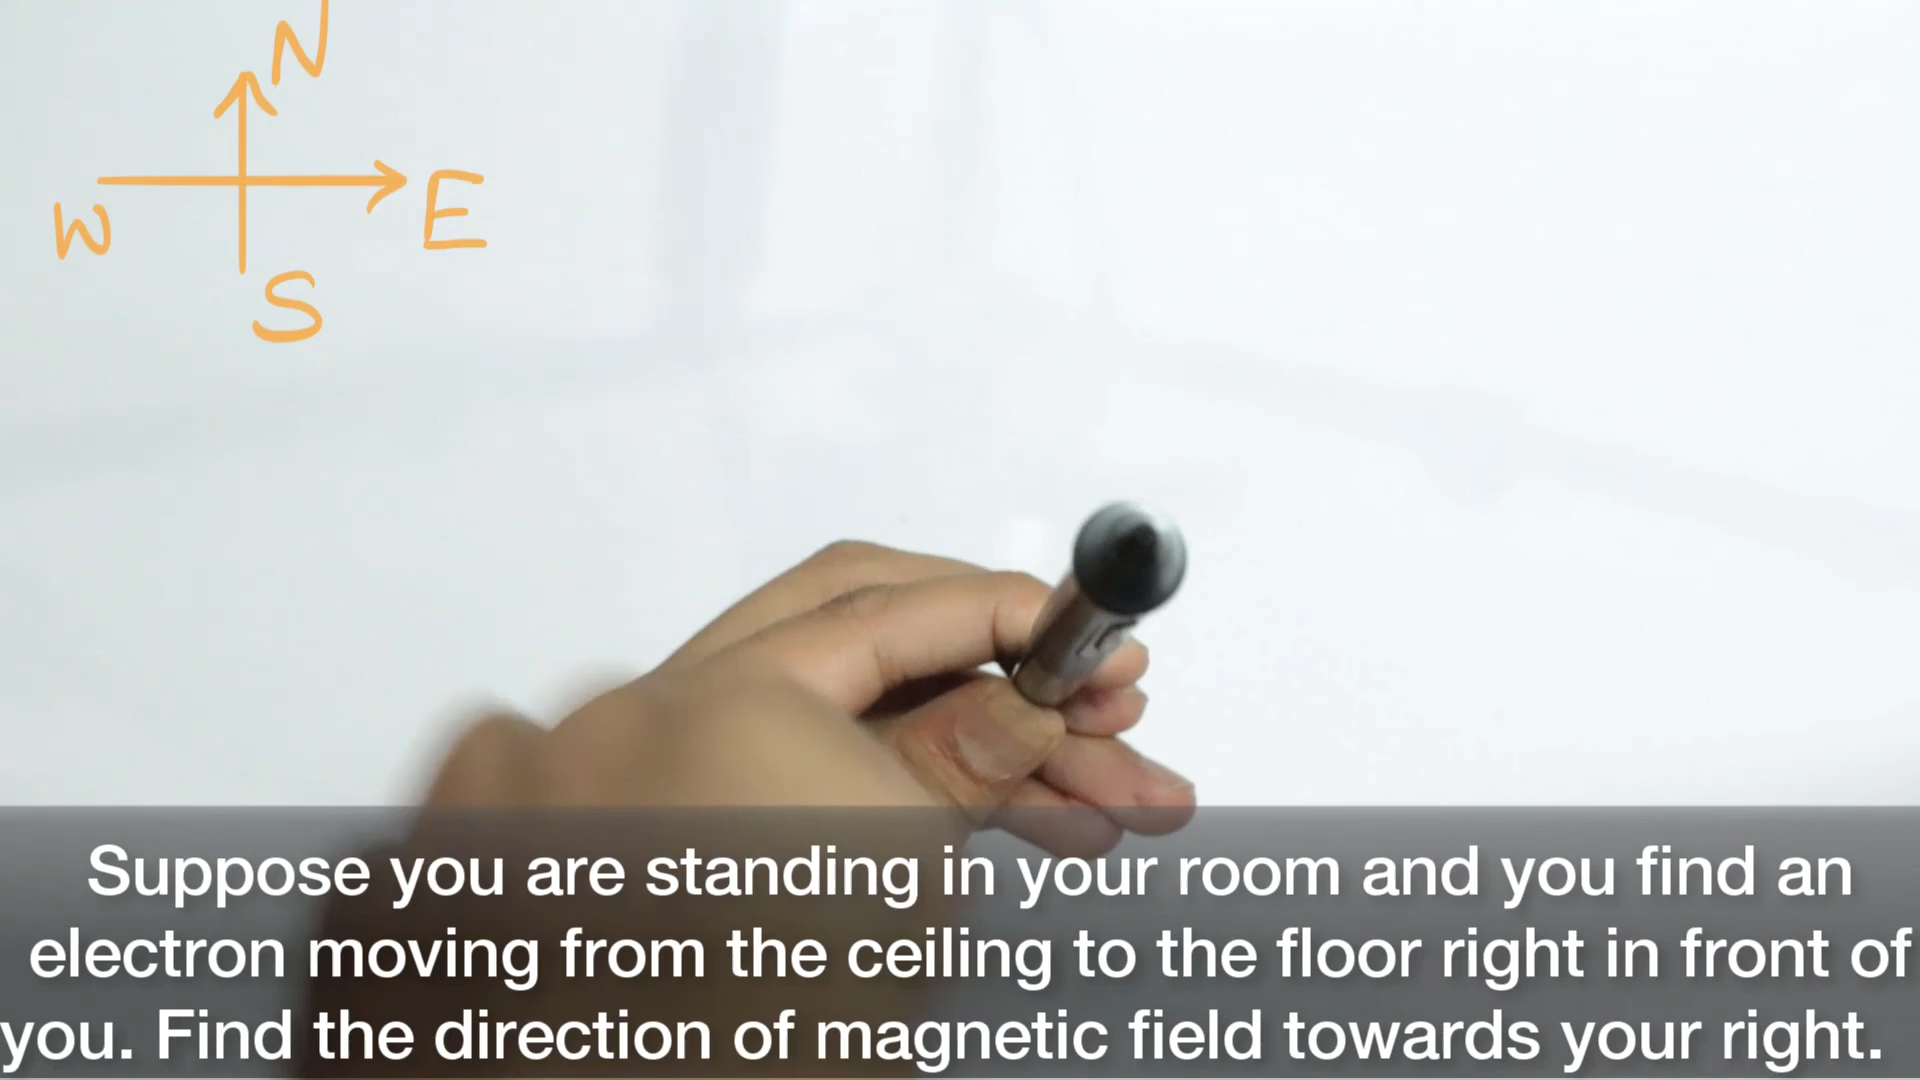 N
W
E
S
Suppose you are standing in your room and you find an
electron moving from the ceiling to the floor right in front of
you. Find the direction of magnetic field towards your right.